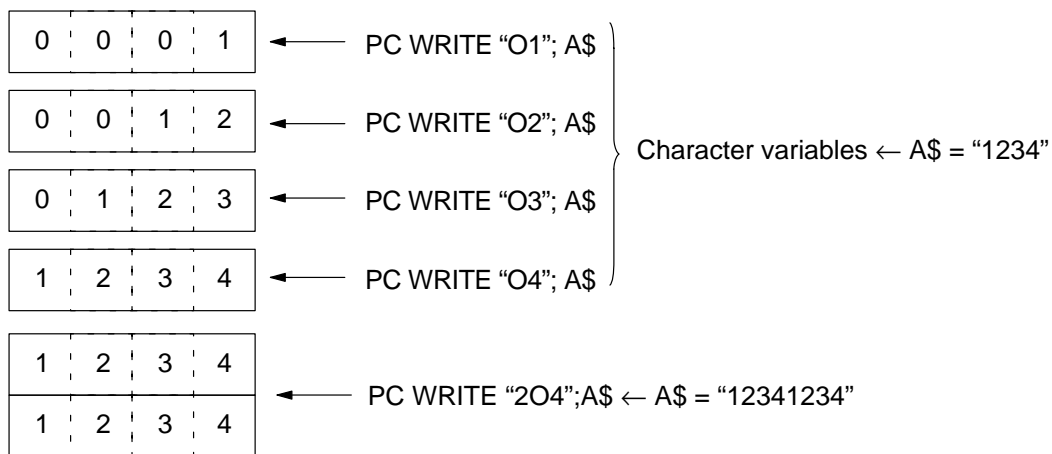 0 0 0 1 ← PC WRITE “O1”; A$
0 0 1 2 ← PC WRITE “O2”; A$
Character variables ← A$ = “1234”
0 1 2 3 ← PC WRITE “O3”; A$
1 2 3 4 ← PC WRITE “O4”; A$
1 2 3 4
← PC WRITE “2O4”;A$ ← A$ = “12341234”
1 2 3 4